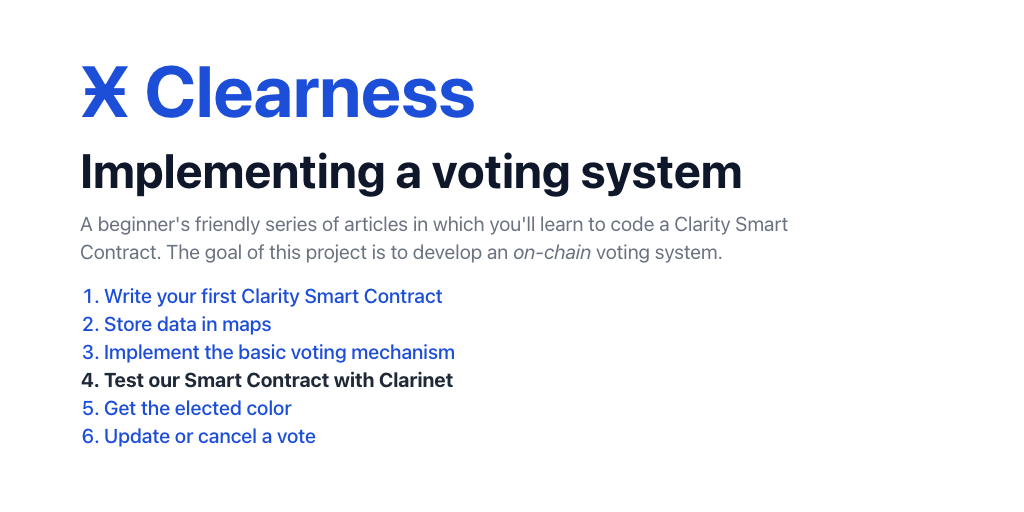 Ӿ Clearness
Implementing a voting system
A beginner's friendly series of articles in which you'll learn to code a Clarity Smart
Contract. The goal of this project is to develop an on-chain voting system.
1. Write your first Clarity Smart Contract
2. Store data in maps
3. Implement the basic voting mechanism
4. Test our Smart Contract with Clarinet
5. Get the elected color
6. Update or cancel a vote